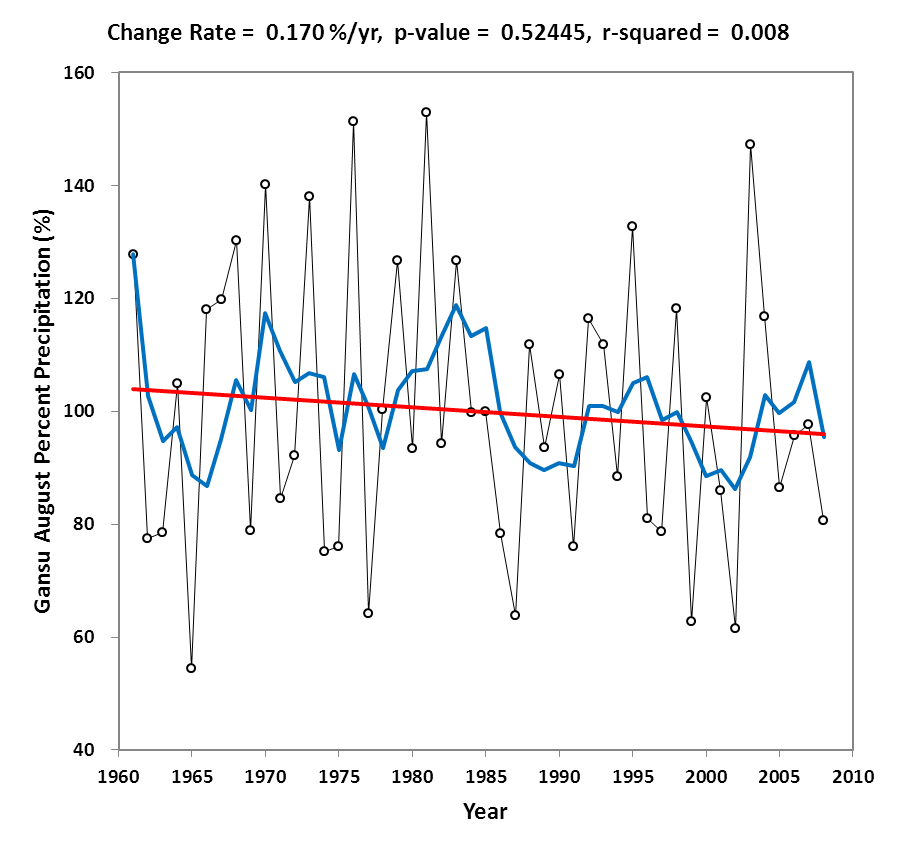 Change Rate = 0.170 %/yr, p-value = 0.52445, r-squared = 0.008
160
140
120
100
80
60
40
Gansu August Percent Precipitation (%)
1960 1965 1970 1975 1980 1985 1990 1995 2000 2005 2010
Year